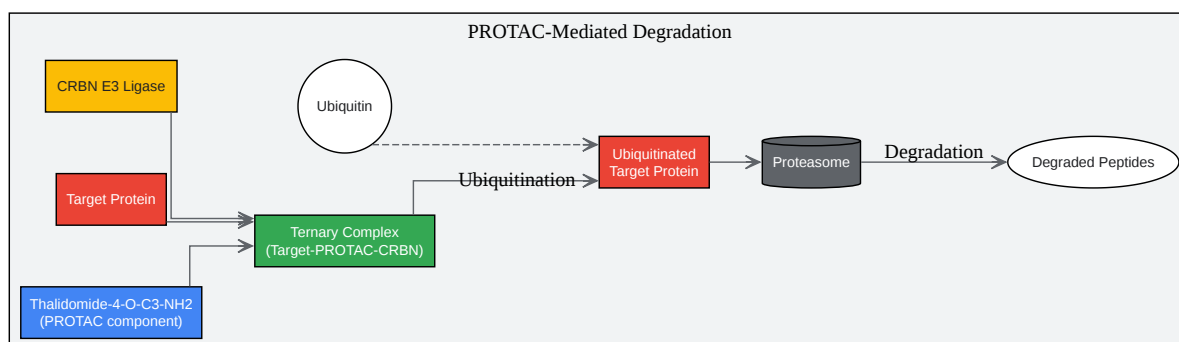 PROTAC-Mediated Degradation
CRBN E3 Ligase
Ubiquitin
Target Protein
Thalidomide-4-O-C3-NH2
(PROTAC component)
Ternary Complex
(Target-PROTAC-CRBN)
Ubiquitination
Ubiquitinated
Target Protein
Proteasome
Degradation
Degraded Peptides